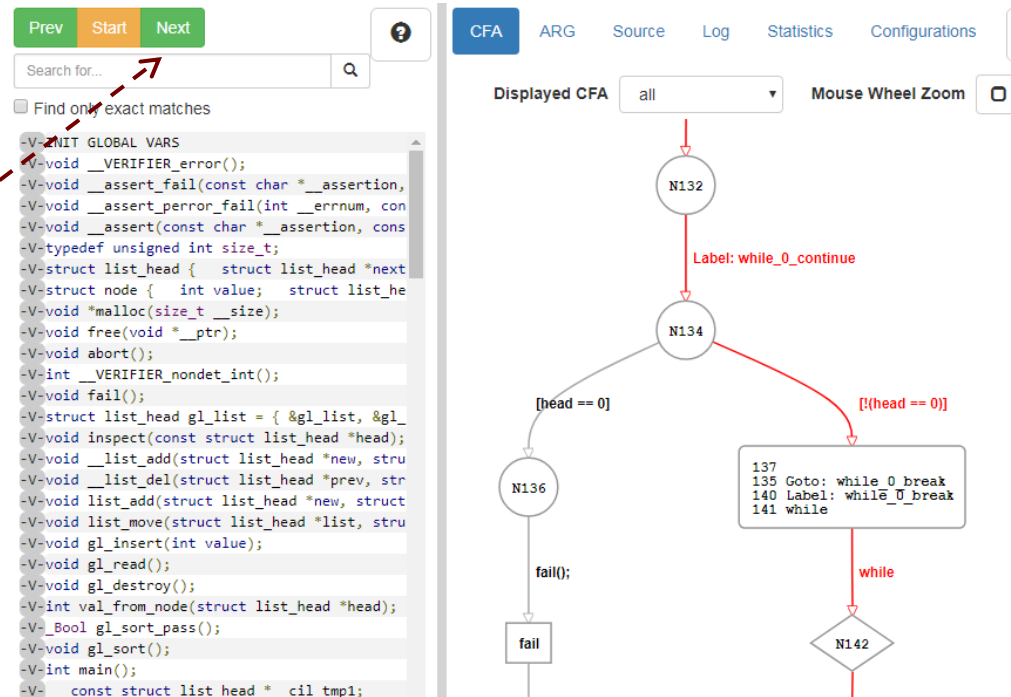 Prev Start Next
?
Search for...
Find only exact matches
-V-INIT GLOBAL VARS
-V-void __VERIFIER_error();
-V-void __assert_fail(const char *__assertion,
-V-void __assert_perror_fail(int __errnum, con
-V-void __assert(const char *__assertion, cons
-V-typedef unsigned int size_t;
-V-struct list_head {   struct list_head *next
-V-struct node {   int value;   struct list_he
-V-void *malloc(size_t __size);
-V-void free(void *__ptr);
-V-void abort();
-V-int __VERIFIER_nondet_int();
-V-void fail();
-V-struct list_head gl_list = { &gl_list, &gl_
-V-void inspect(const struct list_head *head);
-V-void __list_add(struct list_head *new, stru
-V-void __list_del(struct list_head *prev, str
-V-void list_add(struct list_head *new, struct
-V-void list_move(struct list_head *list, stru
-V-void gl_insert(int value);
-V-void gl_read();
-V-void gl_destroy();
-V-int val_from_node(struct list_head *head);
-V-_Bool gl_sort_pass();
-V-void gl_sort();
-V-int main();
-V-   const struct list_head *__cil_tmp1;
CFA ARG Source Log Statistics Configurations
Displayed CFA all Mouse Wheel Zoom
N132
Label: while_0_continue
N134
[head == 0]
[!(head == 0)]
N136
137
135 Goto: while_0_break
140 Label: while_0_break
141 while
fail();
while
fail
N142